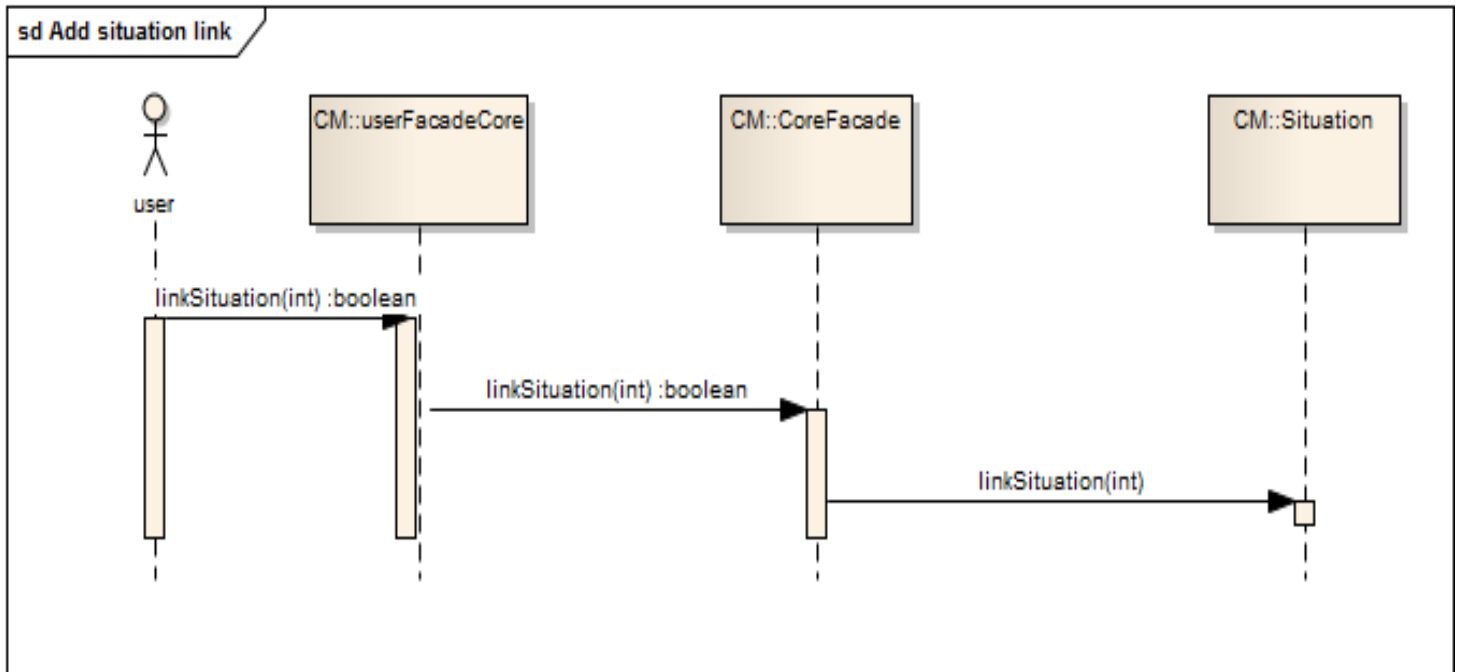 sd Add situation link
user
CM::userFacadeCore
CM::CoreFacade
CM::Situation
linkSituation(int) :boolean
linkSituation(int) :boolean
linkSituation(int)